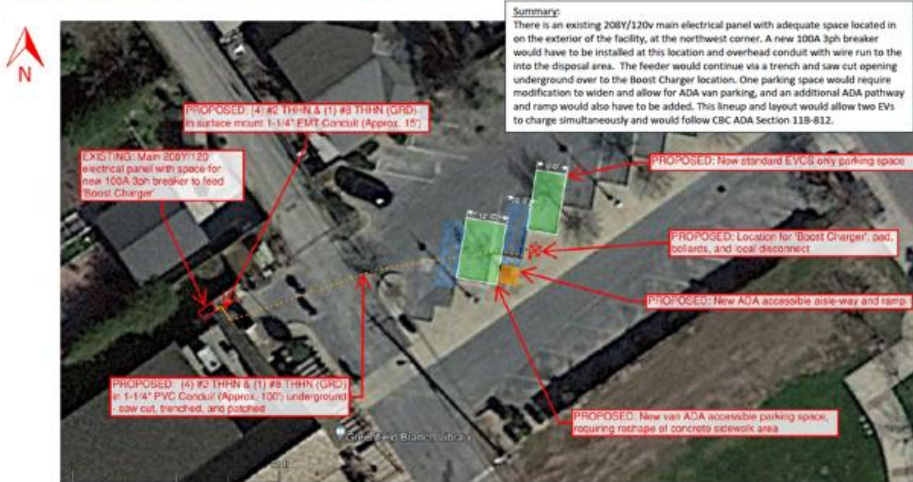 Summary:
There is an existing 208Y/120v main electrical panel with adequate space located in
on the exterior of the facility, at the northwest corner. A new 100A 3ph breaker
would have to be installed at this location and overhead conduit with wire run to the
into the disposal area. The feeder would continue via a trench and saw cut opening
underground over to the Boost Charger location. One parking space would require
modification to widen and allow for ADA van parking, and an additional ADA pathway
and ramp would also have to be added. This lineup and layout would allow two EVs
to charge simultaneously and would follow CBC ADA Section 11B-812.
N
PROPOSED: (4) #2 THHN & (1) #8 THHN (GRD)
in surface mount 1-1/4" EMT Conduit (Approx. 15')
EXISTING: Main 208Y/120
electrical panel with space for
new 100A 3ph breaker to feed
'Boost Charger'
PROPOSED: New standard EVCS only parking space
PROPOSED: Location for 'Boost Charger', pad,
bollards, and local disconnect
PROPOSED: New ADA accessible aisle-way and ramp
PROPOSED: (4) #2 THHN & (1) #8 THHN (GRD)
in 1-1/4" PVC Conduit (Approx. 100') underground
- saw cut, trenched, and patched
PROPOSED: New van ADA accessible parking space,
requiring reshape of concrete sidewalk area
Greenfield Branch Library